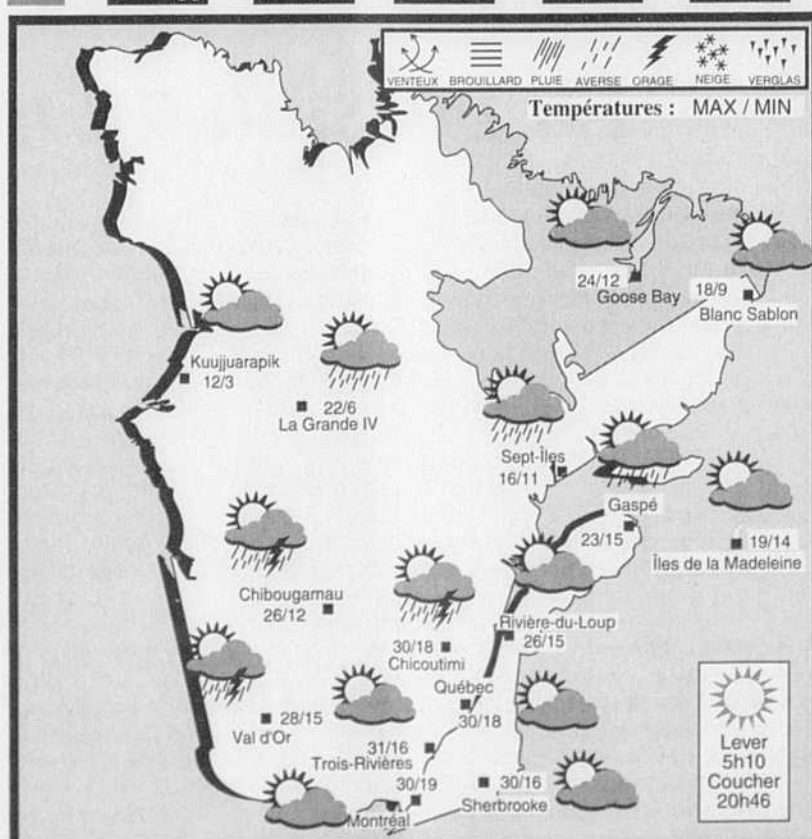 VENTEUX BROUILLARD PLUIE AVERSE ORAGE NEIGE VERGLAS
Températures : MAX / MIN
24/12
Goose Bay
18/9
Blanc Sablon
Kuujjuarapik
12/3
22/6
La Grande IV
Sept-Îles
16/11
Gaspé
23/15
19/14
Îles de la Madeleine
Chibougamau
26/12
Rivière-du-Loup
26/15
30/18
Chicoutimi
Québec
30/18
28/15
Val d'Or
31/16
Trois-Rivières
30/19
Montréal
30/16
Sherbrooke
Lever
5h10
Coucher
20h46